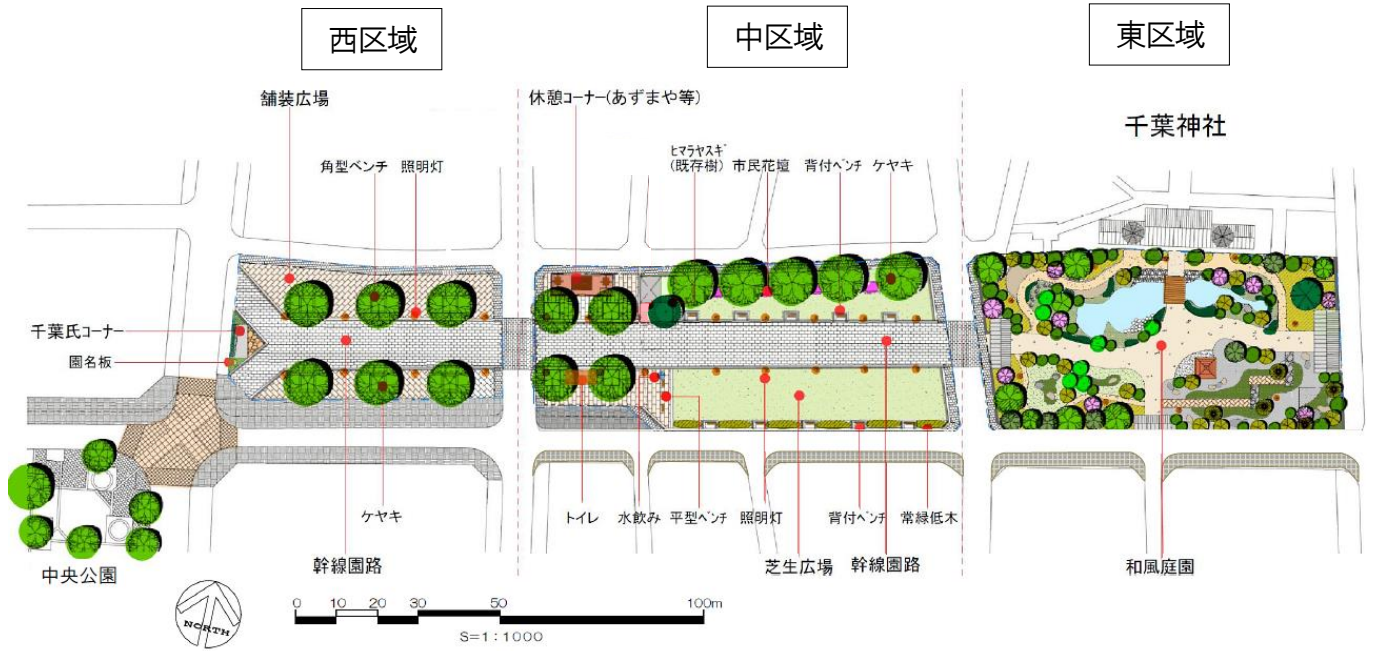 西区域
中区域
東区域
舗装広場
休憩コーナー(あずまや等)
千葉神社
角型ベンチ
照明灯
ヒマラヤスギ
(既存樹)
市民花壇
背付ベンチ
ケヤキ
千葉氏コーナー
園名板
ケヤキ
トイレ
水飲み
平型ベンチ
照明灯
背付ベンチ
常緑低木
中央公園
幹線園路
芝生広場
幹線園路
和風庭園
NORTH
0 10 20 30 50 100m
S=1:1000